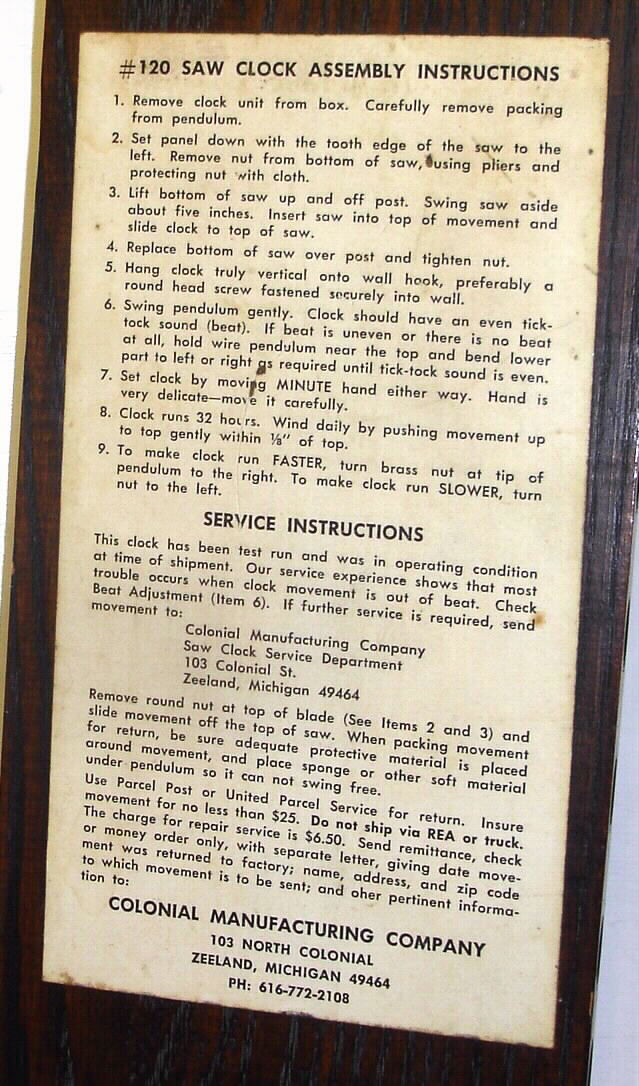 #120 SAW CLOCK ASSEMBLY INSTRUCTIONS
1. Remove clock unit from box. Carefully remove packing
from pendulum.
2. Set panel down with the tooth edge of the saw to the
left. Remove nut from bottom of saw, using pliers and
protecting nut with cloth.
3. Lift bottom of saw up and off post. Swing saw aside
about five inches. Insert saw into top of movement and
slide clock to top of saw.
4. Replace bottom of saw over post and tighten nut.
5. Hang clock truly vertical onto wall hook, preferably a
round head screw fastened securely into wall.
6. Swing pendulum gently. Clock should have an even tick-
tock sound (beat). If beat is uneven or there is no beat
at all, hold wire pendulum near the top and bend lower
part to left or right as required until tick-tock sound is even.
7. Set clock by moving MINUTE hand either way. Hand is
very delicate—move it carefully.
8. Clock runs 32 hours. Wind daily by pushing movement up
to top gently within ⅛" of top.
9. To make clock run FASTER, turn brass nut at tip of
pendulum to the right. To make clock run SLOWER, turn
nut to the left.
SERVICE INSTRUCTIONS
This clock has been test run and was in operating condition
at time of shipment. Our service experience shows that most
trouble occurs when clock movement is out of beat. Check
Beat Adjustment (Item 6). If further service is required, send
movement to:
Colonial Manufacturing Company
Saw Clock Service Department
103 Colonial St.
Zeeland, Michigan 49464
Remove round nut at top of blade (See Items 2 and 3) and
slide movement off the top of saw. When packing movement
for return, be sure adequate protective material is placed
around movement, and place sponge or other soft material
under pendulum so it can not swing free.
Use Parcel Post or United Parcel Service for return. Insure
movement for no less than $25. Do not ship via REA or truck.
The charge for repair service is $6.50. Send remittance, check
or money order only, with separate letter, giving date move-
ment was returned to factory; name, address, and zip code
to which movement is to be sent; and oher pertinent informa-
tion to:
COLONIAL MANUFACTURING COMPANY
103 NORTH COLONIAL
ZEELAND, MICHIGAN 49464
PH: 616-772-2108